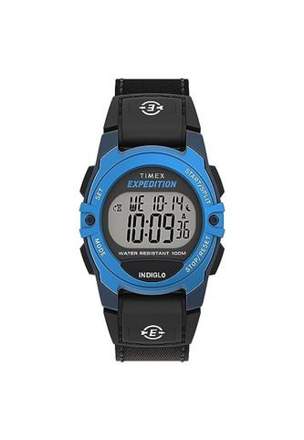 E
TIMEX
EXPEDITION
SET
START/SPLIT
WE 10-14
10:09 36
MODE
STOP/RESET
WATER RESISTANT 100M
INDIGLO
E